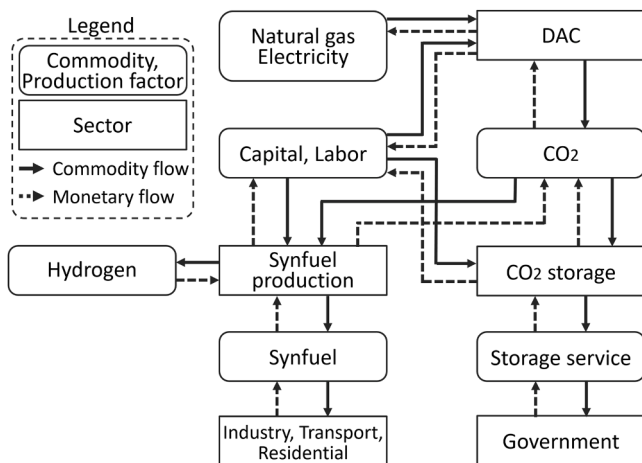 Legend
Commodity,
Production factor
Sector
Commodity flow
Monetary flow
Natural gas
Electricity
DAC
Capital, Labor
CO2
Hydrogen
Synfuel
production
CO2 storage
Synfuel
Storage service
Industry, Transport,
Residential
Government